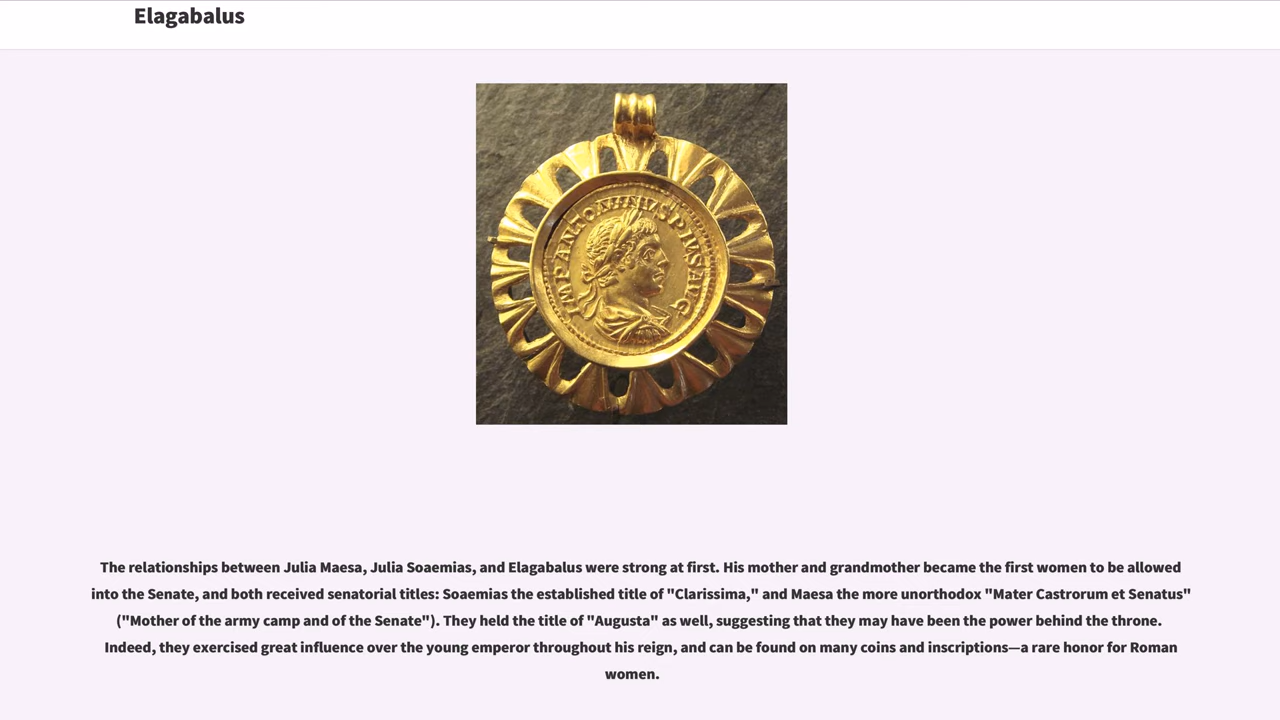 Elagabalus
IMP ANTONINVS PIVS AVG
The relationships between Julia Maesa, Julia Soaemias, and Elagabalus were strong at first. His mother and grandmother became the first women to be allowed
into the Senate, and both received senatorial titles: Soaemias the established title of "Clarissima," and Maesa the more unorthodox "Mater Castrorum et Senatus"
("Mother of the army camp and of the Senate"). They held the title of "Augusta" as well, suggesting that they may have been the power behind the throne.
Indeed, they exercised great influence over the young emperor throughout his reign, and can be found on many coins and inscriptions—a rare honor for Roman
women.